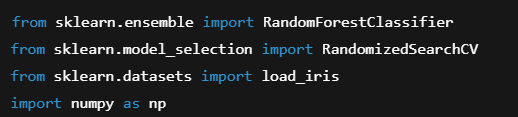 from sklearn.ensemble import RandomForestClassifier
from sklearn.model_selection import RandomizedSearchCV
from sklearn.datasets import load_iris
import numpy as np